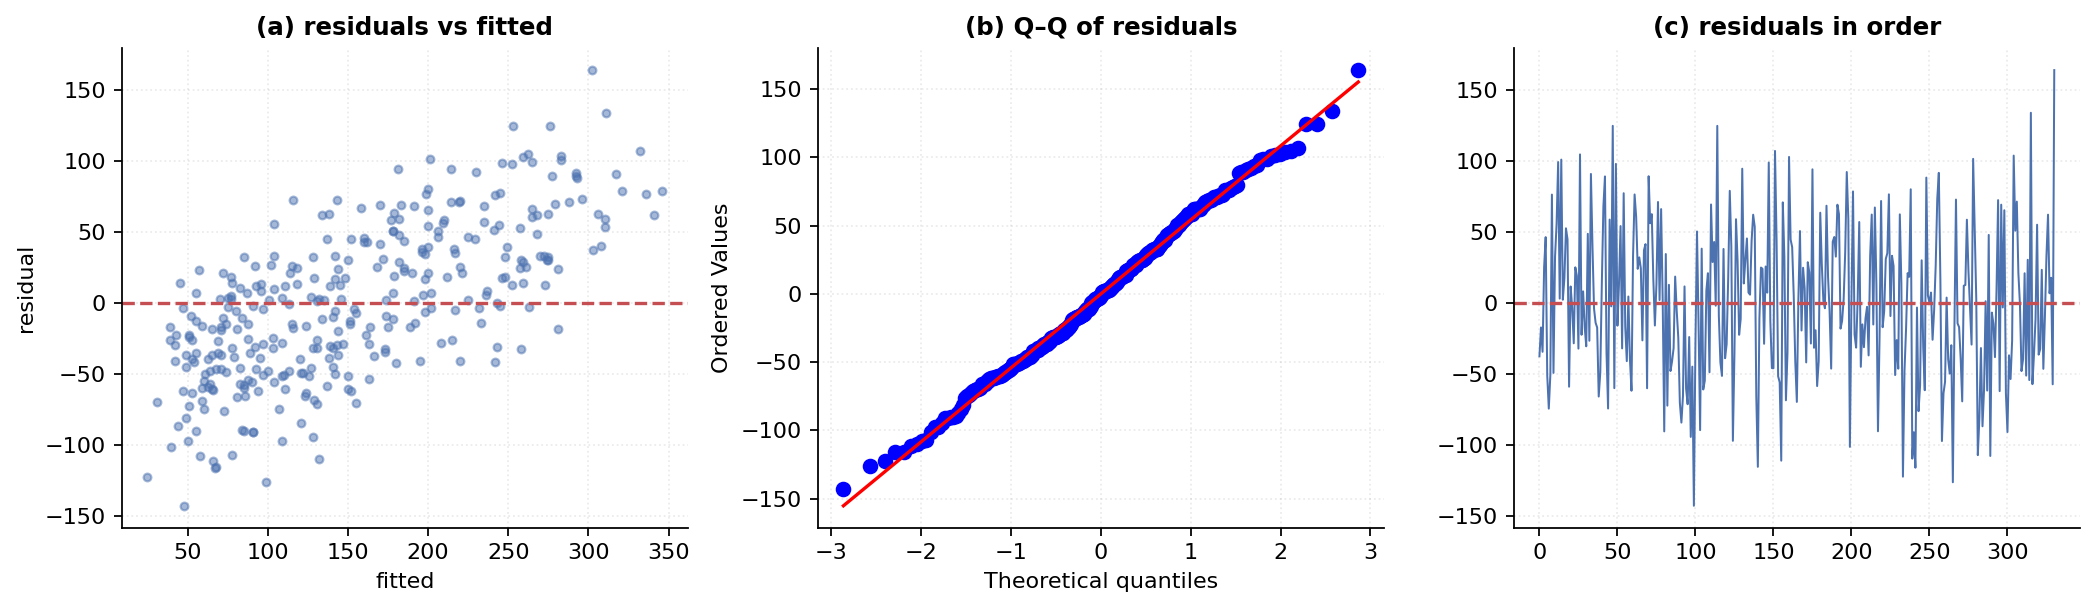 (a) residuals vs fitted
150
100
50
0
−50
−100
−150
residual
50 100 150 200 250 300 350
fitted
(b) Q–Q of residuals
150
100
50
0
−50
−100
−150
Ordered Values
−3 −2 −1 0 1 2 3
Theoretical quantiles
(c) residuals in order
150
100
50
0
−50
−100
−150
0 50 100 150 200 250 300